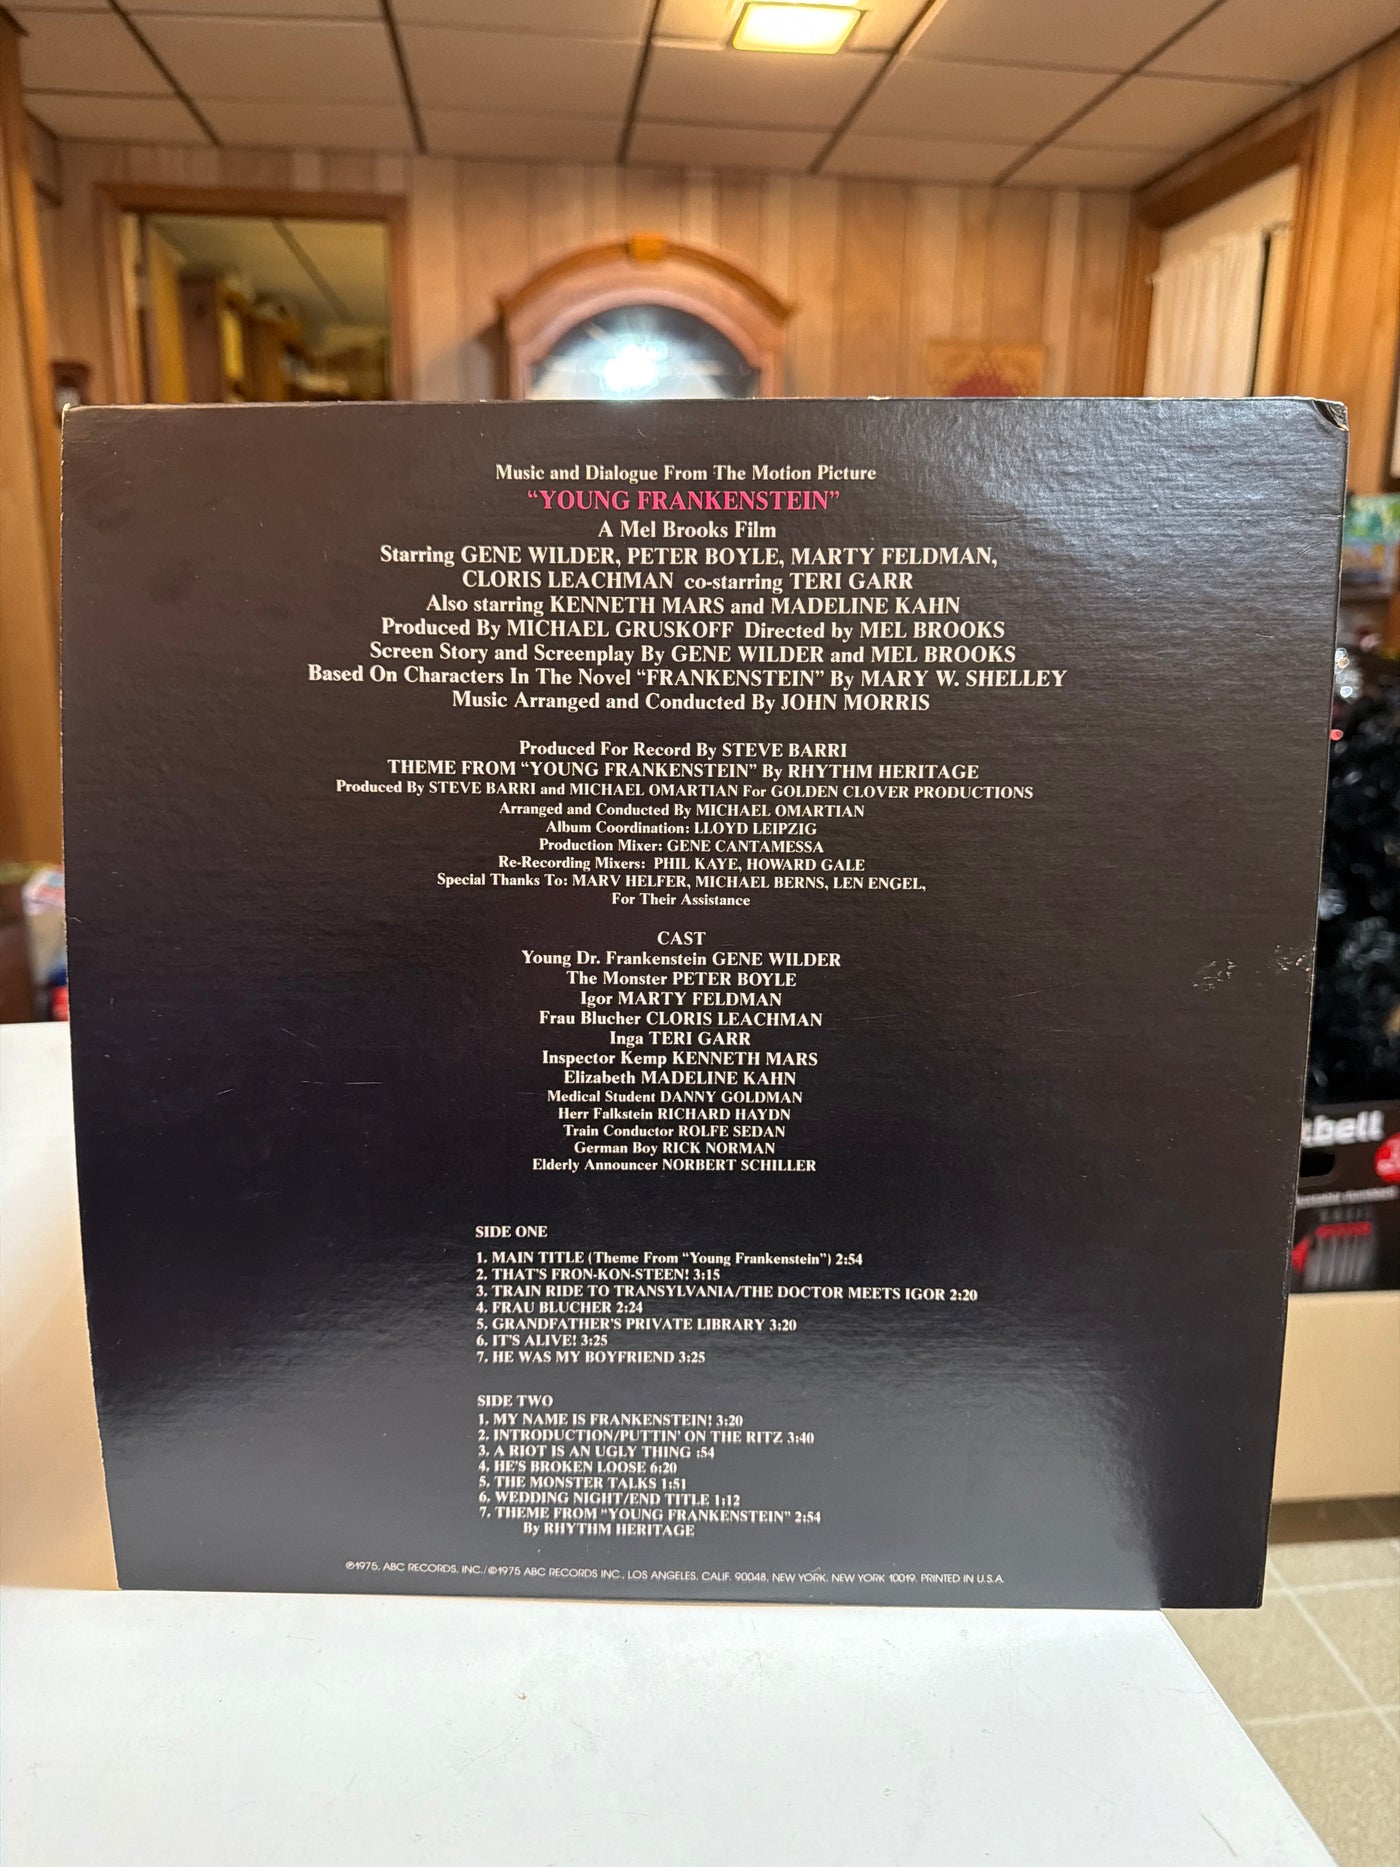 Music and Dialogue From The Motion Picture
“YOUNG FRANKENSTEIN”
A Mel Brooks Film
Starring GENE WILDER, PETER BOYLE, MARTY FELDMAN,
CLORIS LEACHMAN co-starring TERI GARR
Also starring KENNETH MARS and MADELINE KAHN
Produced By MICHAEL GRUSKOFF Directed by MEL BROOKS
Screen Story and Screenplay By GENE WILDER and MEL BROOKS
Based On Characters In The Novel “FRANKENSTEIN” By MARY W. SHELLEY
Music Arranged and Conducted By JOHN MORRIS
Produced For Record By STEVE BARRI
THEME FROM “YOUNG FRANKENSTEIN” By RHYTHM HERITAGE
Produced By STEVE BARRI and MICHAEL OMARTIAN For GOLDEN CLOVER PRODUCTIONS
Arranged and Conducted By MICHAEL OMARTIAN
Album Coordination: LLOYD LEIPZIG
Production Mixer: GENE CANTAMESSA
Re-Recording Mixers: PHIL KAYE, HOWARD GALE
Special Thanks To: MARV HELFER, MICHAEL BERNS, LEN ENGEL,
For Their Assistance
CAST
Young Dr. Frankenstein GENE WILDER
The Monster PETER BOYLE
Igor MARTY FELDMAN
Frau Blucher CLORIS LEACHMAN
Inga TERI GARR
Inspector Kemp KENNETH MARS
Elizabeth MADELINE KAHN
Medical Student DANNY GOLDMAN
Herr Falkstein RICHARD HAYDN
Train Conductor ROLFE SEDAN
German Boy RICK NORMAN
Elderly Announcer NORBERT SCHILLER
SIDE ONE
1. MAIN TITLE (Theme From “Young Frankenstein”) 2:54
2. THAT'S FRON-KON-STEEN! 3:15
3. TRAIN RIDE TO TRANSYLVANIA/THE DOCTOR MEETS IGOR 2:20
4. FRAU BLUCHER 2:24
5. GRANDFATHER'S PRIVATE LIBRARY 3:20
6. IT'S ALIVE! 3:25
7. HE WAS MY BOYFRIEND 3:25
SIDE TWO
1. MY NAME IS FRANKENSTEIN! 3:20
2. INTRODUCTION/PUTTIN' ON THE RITZ 3:40
3. A RIOT IS AN UGLY THING :54
4. HE'S BROKEN LOOSE 6:20
5. THE MONSTER TALKS 1:51
6. WEDDING NIGHT/END TITLE 1:12
7. THEME FROM “YOUNG FRANKENSTEIN” 2:54
By RHYTHM HERITAGE
℗1975, ABC RECORDS, INC./©1975 ABC RECORDS INC., LOS ANGELES, CALIF. 90048, NEW YORK, NEW YORK 10019. PRINTED IN U.S.A.
tbell